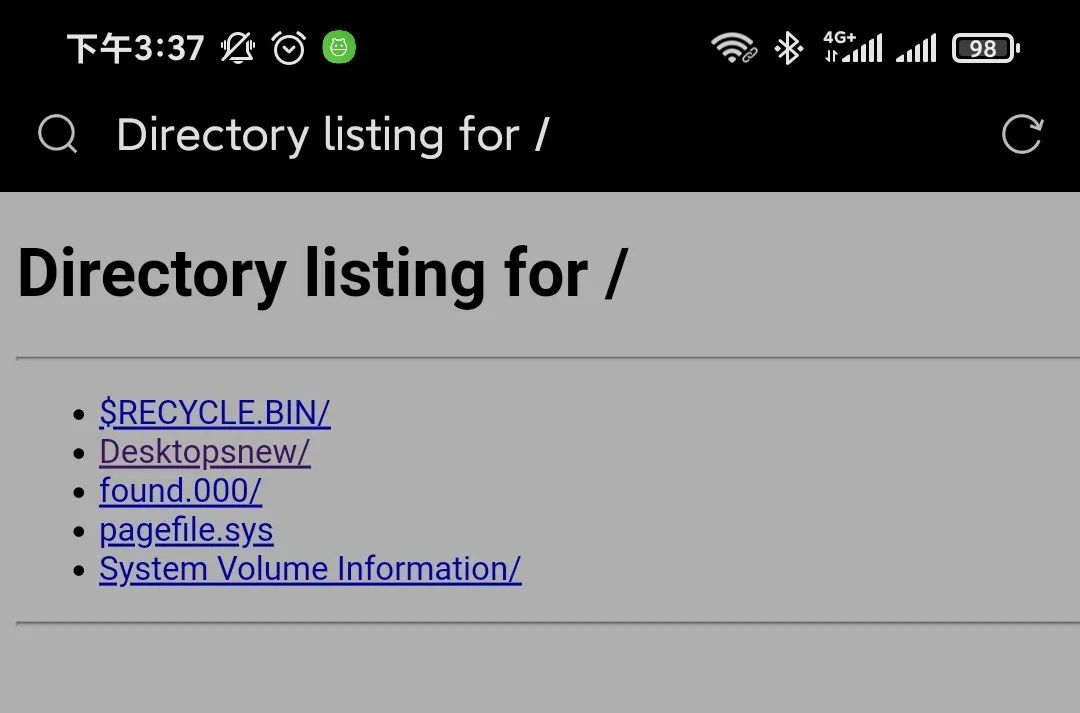 下午3:37 4G+ 98
Directory listing for /
Directory listing for /
$RECYCLE.BIN/
Desktopsnew/
found.000/
pagefile.sys
System Volume Information/